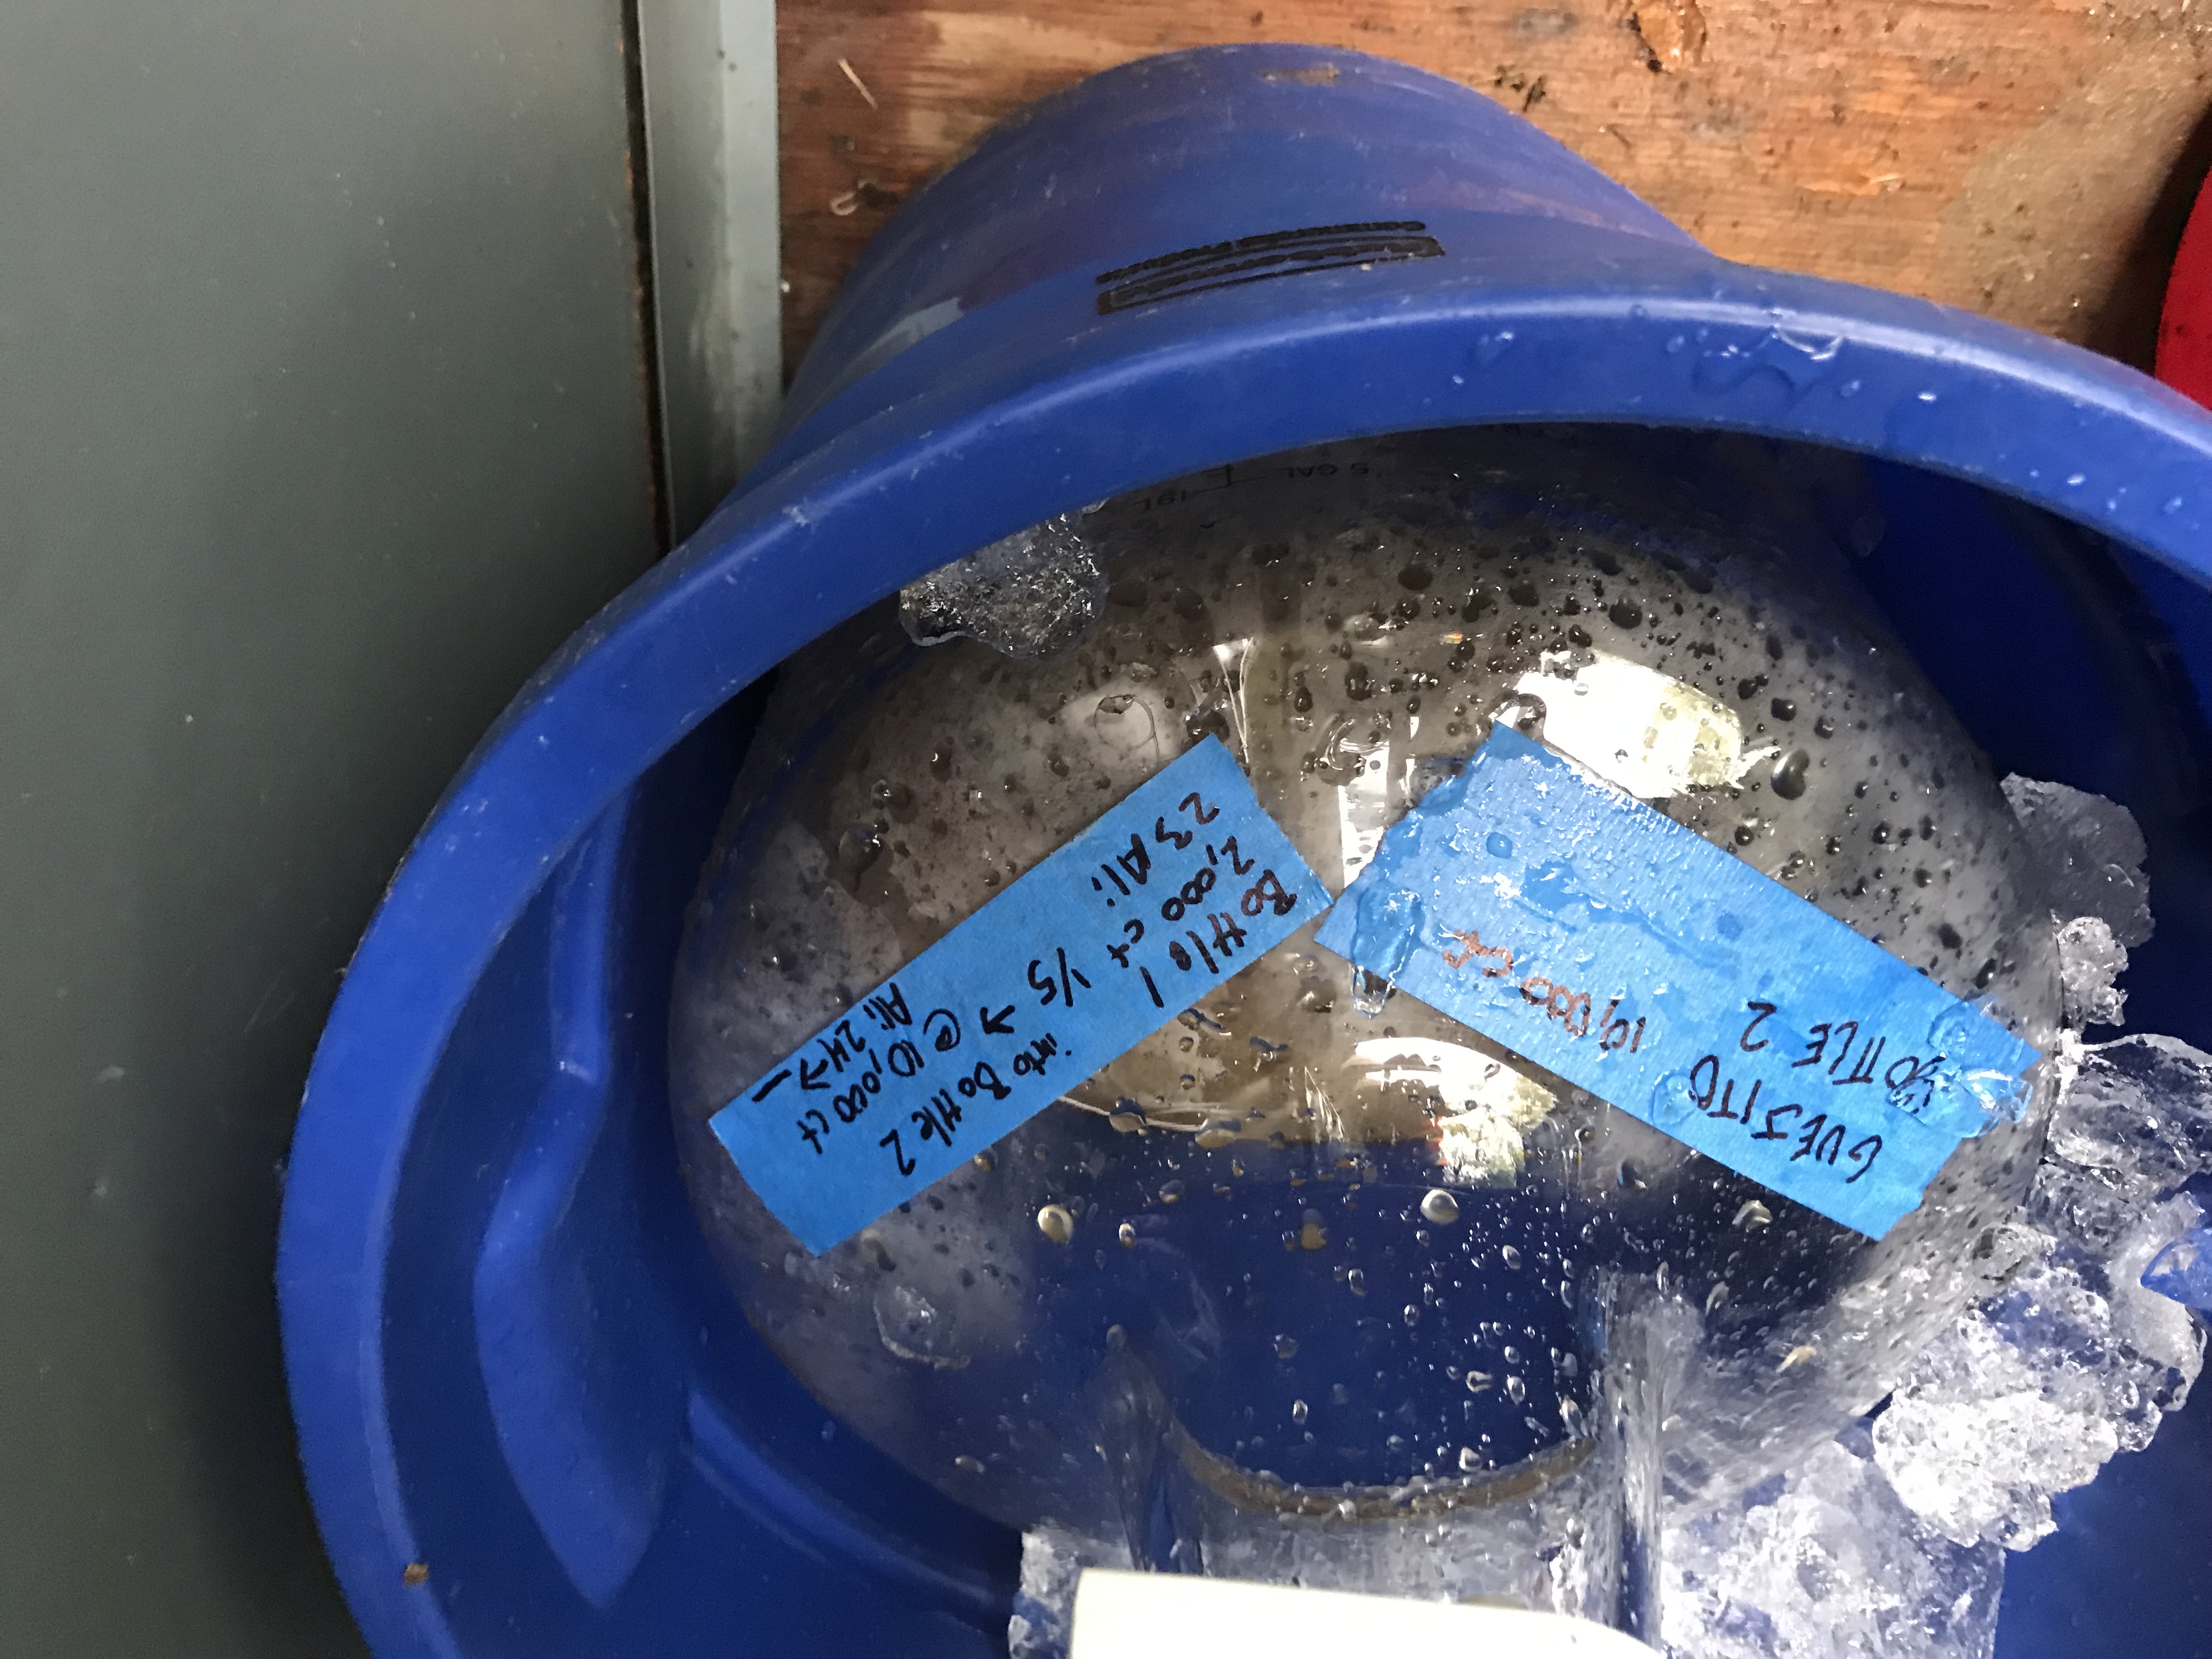 GUEJITO
BOTTLE 2
10,000 cf
into Bottle 2
Bottle 1
2,000 ct 1/5 → @ 10,000 ct
23 Ali
Ali 24→_
5 GAL 19L